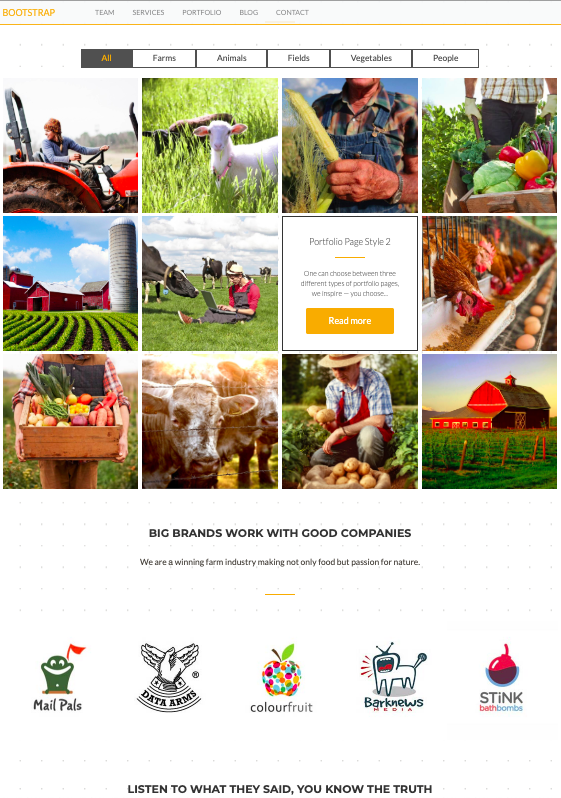 BOOTSTRAP TEAM SERVICES PORTFOLIO BLOG CONTACT
All Farms Animals Fields Vegetables People
Portfolio Page Style 2
One can choose between three
different types of portfolio pages,
we inspire -- you choose...
Read more
BIG BRANDS WORK WITH GOOD COMPANIES
We are a winning farm industry making not only food but passion for nature.
Mail Pals
DATA ARMS
®
colourfruit
Barknews
MEDIA
STiNK
bathbombs
LISTEN TO WHAT THEY SAID, YOU KNOW THE TRUTH